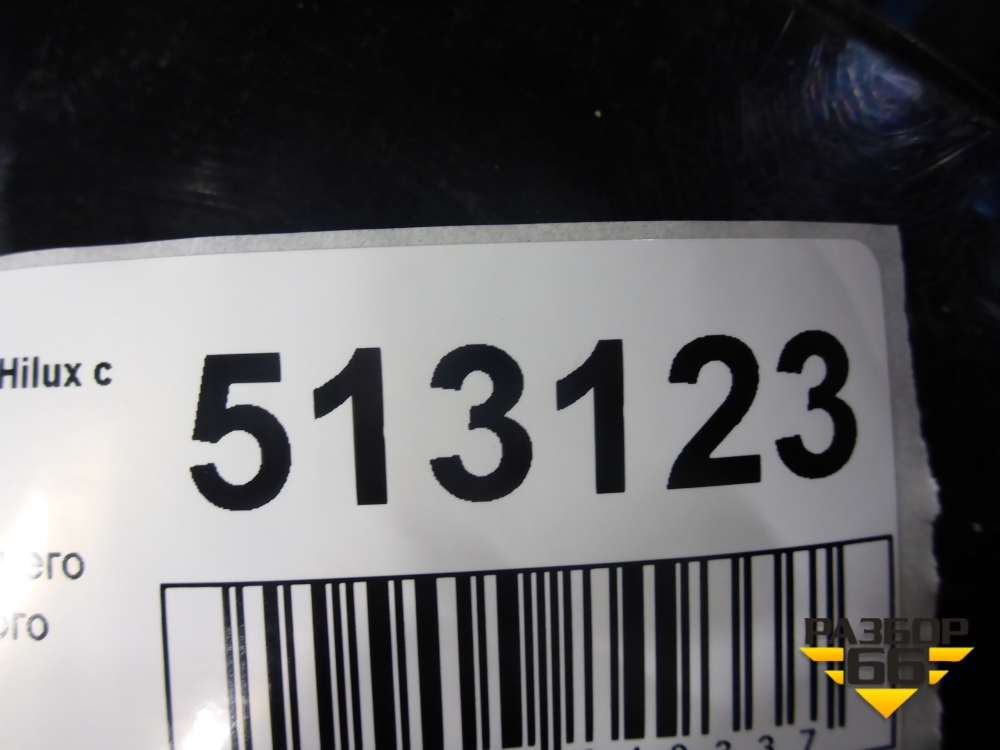 Hilux с
513123
его
ого
РАЗБОР
66